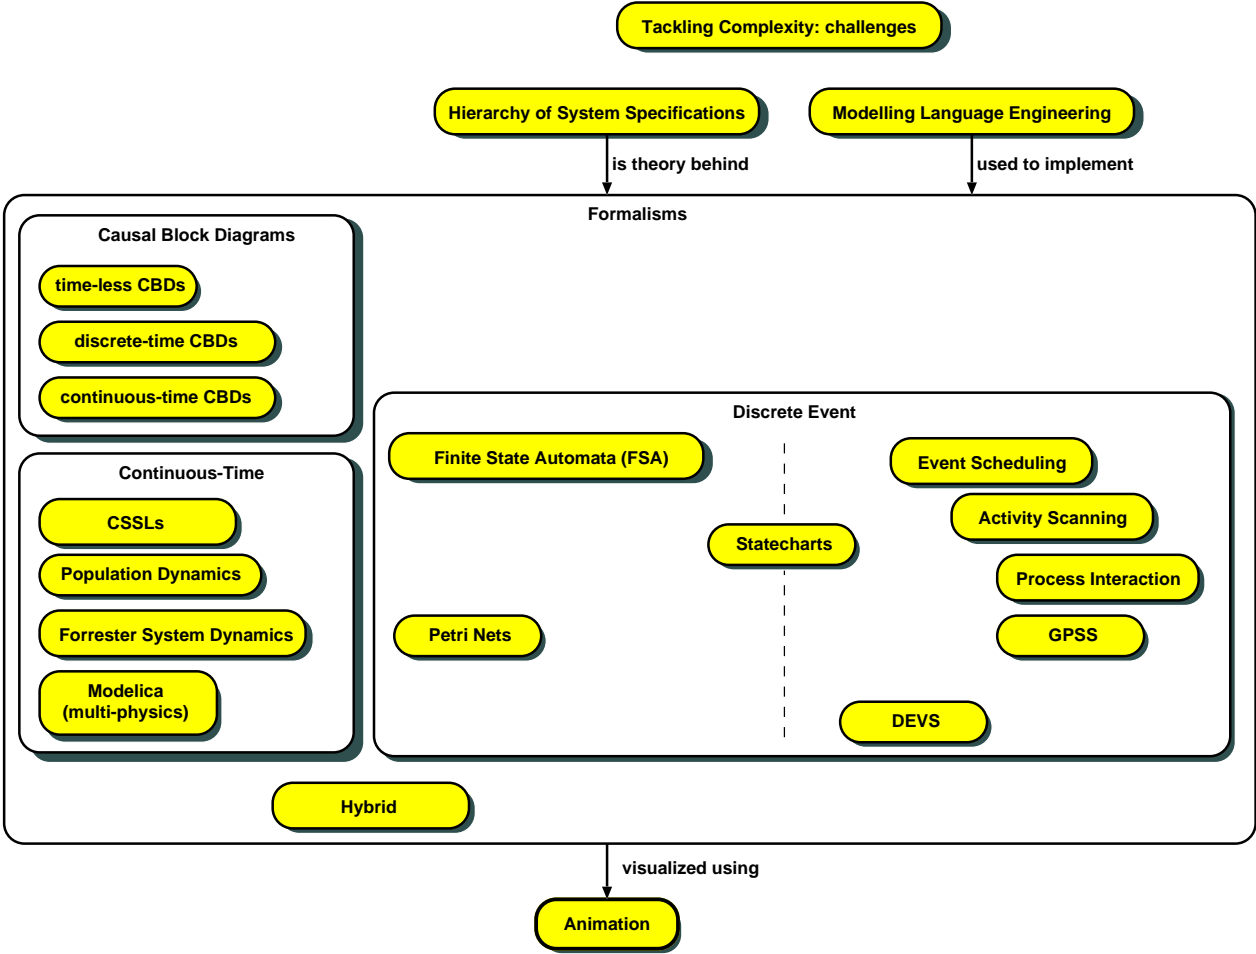 Tackling Complexity: challenges
Hierarchy of System Specifications
Modelling Language Engineering
is theory behind
used to implement
Formalisms
Causal Block Diagrams
time-less CBDs
discrete-time CBDs
continuous-time CBDs
Continuous-Time
CSSLs
Population Dynamics
Forrester System Dynamics
Modelica
(multi-physics)
Discrete Event
Finite State Automata (FSA)
Statecharts
Petri Nets
Event Scheduling
Activity Scanning
Process Interaction
GPSS
DEVS
Hybrid
visualized using
Animation